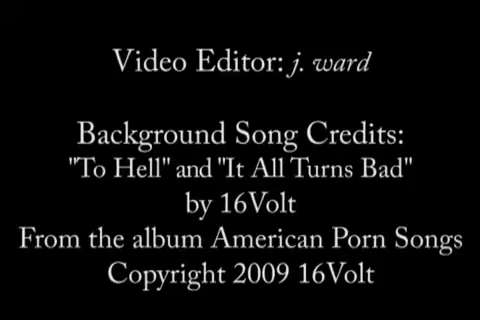 Video Editor: j. ward
Background Song Credits:
"To Hell" and "It All Turns Bad"
by 16Volt
From the album American Porn Songs
Copyright 2009 16Volt